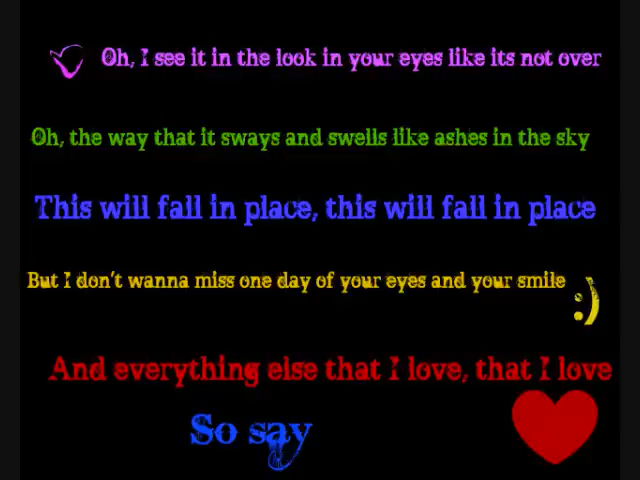 Oh, I see it in the look in your eyes like its not over
Oh, the way that it sways and swells like ashes in the sky
This will fall in place, this will fall in place
But I don't wanna miss one day of your eyes and your smile
:)
And everything else that I love, that I love
So say